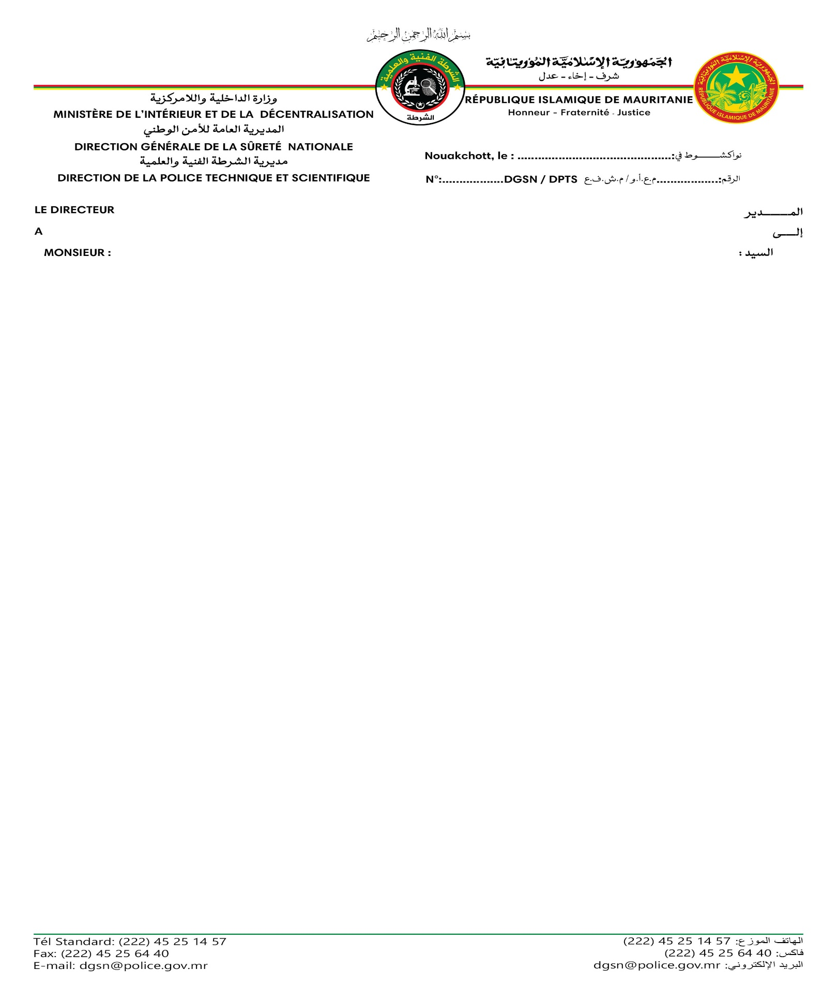 بسم الله الرحمن الرحيم
الجمهورية الإسلامية الموريتانية
شرف - إخاء - عدل
RÉPUBLIQUE ISLAMIQUE DE MAURITANIE
Honneur - Fraternité - Justice
الشرطة الفنية والعلمية
الشرطة
الجمهورية الإسلامية الموريتانية
RÉPUBLIQUE ISLAMIQUE DE MAURITANIE
وزارة الداخلية واللامركزية
MINISTÈRE DE L’INTÉRIEUR ET DE LA DÉCENTRALISATION
المديرية العامة للأمن الوطني
DIRECTION GÉNÉRALE DE LA SÛRETÉ NATIONALE
مديرية الشرطة الفنية والعلمية
DIRECTION DE LA POLICE TECHNIQUE ET SCIENTIFIQUE
Nouakchott, le : .............................................:نواكشـــــــوط في
N°:..................DGSN / DPTS م.ع.أ.و / م.ش.ف.ع..................:الرقم
LE DIRECTEUR المـــــــدير
A إلـــــى
MONSIEUR : السيد :
Tél Standard: (222) 45 25 14 57
Fax: (222) 45 25 64 40
E-mail: dgsn@police.gov.mr
الهاتف الموزع: 57 14 25 45 (222)
فاكس: 40 64 25 45 (222)
البريد الإلكتروني: dgsn@police.gov.mr